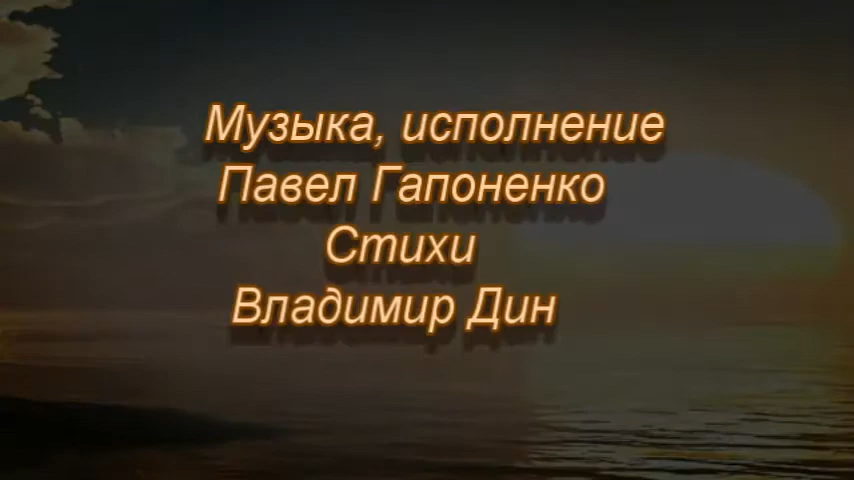 Музыка, исполнение
Павел Гапоненко
Стихи
Владимир Дин